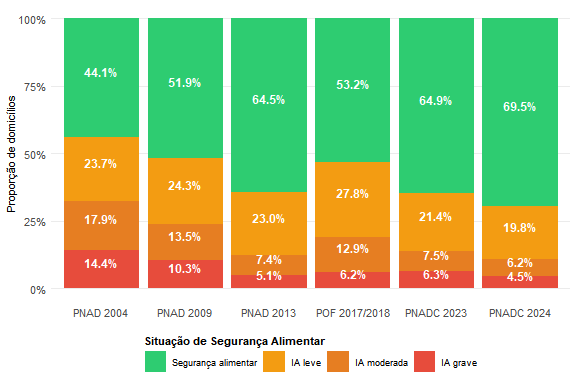 Proporção de domicílios
100%
75%
50%
25%
0%
44.1% 51.9% 64.5% 53.2% 64.9% 69.5%
23.7% 24.3% 23.0% 27.8% 21.4% 19.8%
17.9% 13.5% 7.4% 12.9% 7.5% 6.2%
14.4% 10.3% 5.1% 6.2% 6.3% 4.5%
PNAD 2004 PNAD 2009 PNAD 2013 POF 2017/2018 PNADC 2023 PNADC 2024
Situação de Segurança Alimentar
Segurança alimentar IA leve IA moderada IA grave